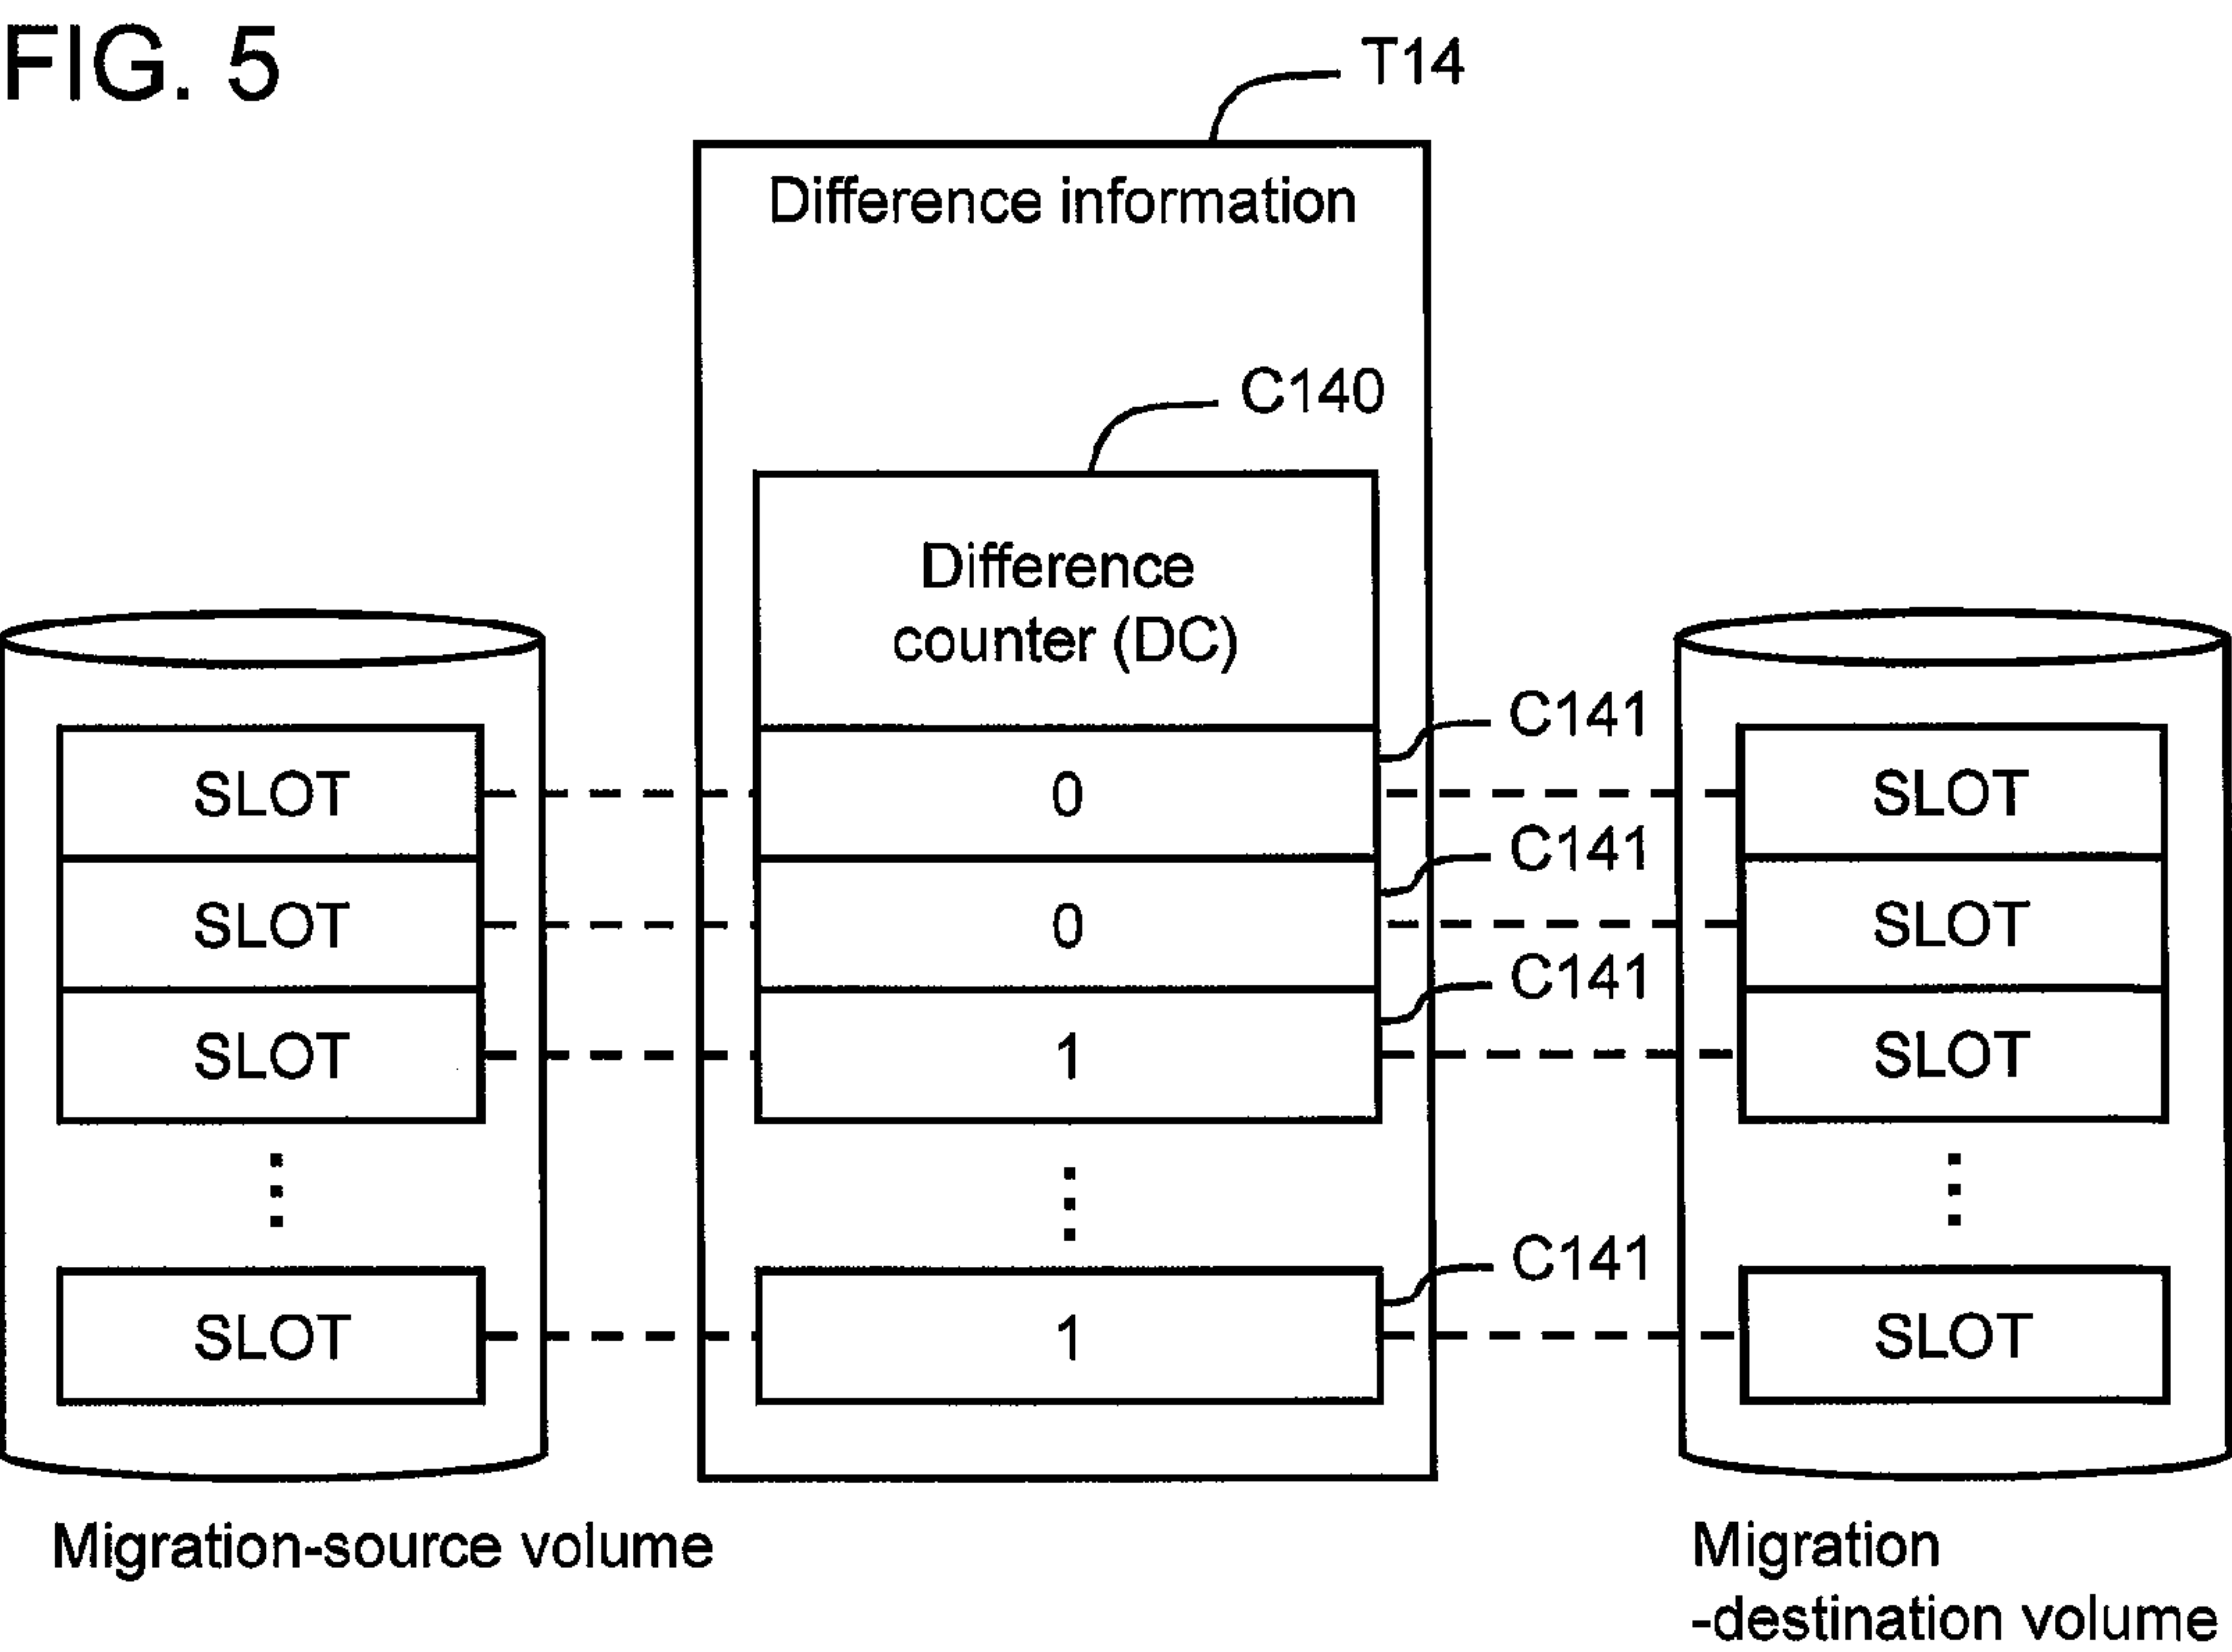 FIG. 5
T14
Difference information
C140
Difference
counter (DC)
C141
SLOT
0
SLOT
C141
SLOT
0
SLOT
C141
SLOT
1
SLOT
C141
SLOT
1
SLOT
Migration-source volume
Migration
-destination volume